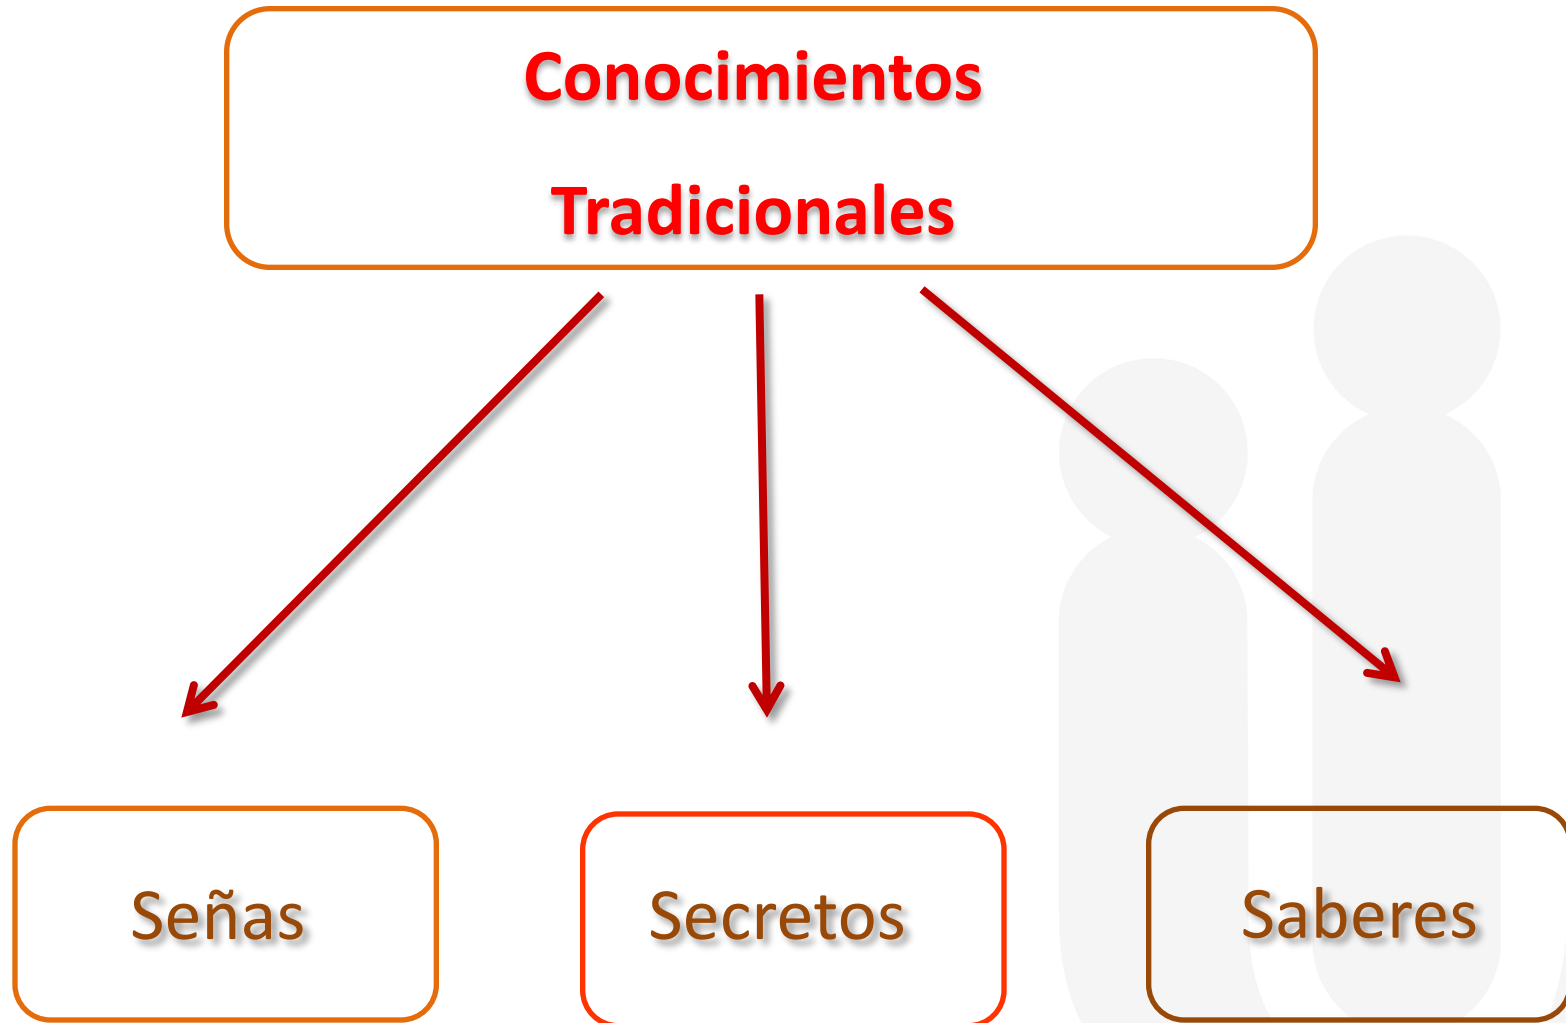 Conocimientos
Tradicionales
Señas
Secretos
Saberes